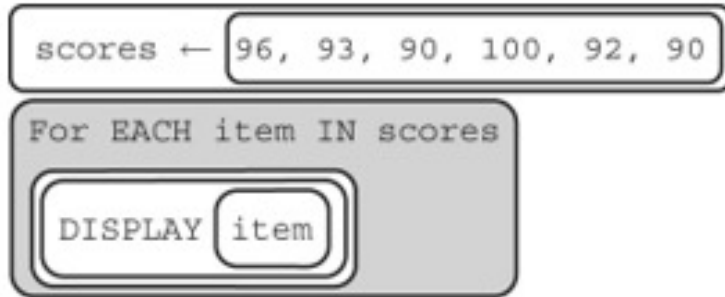 scores ← 96, 93, 90, 100, 92, 90
For EACH item IN scores
DISPLAY item